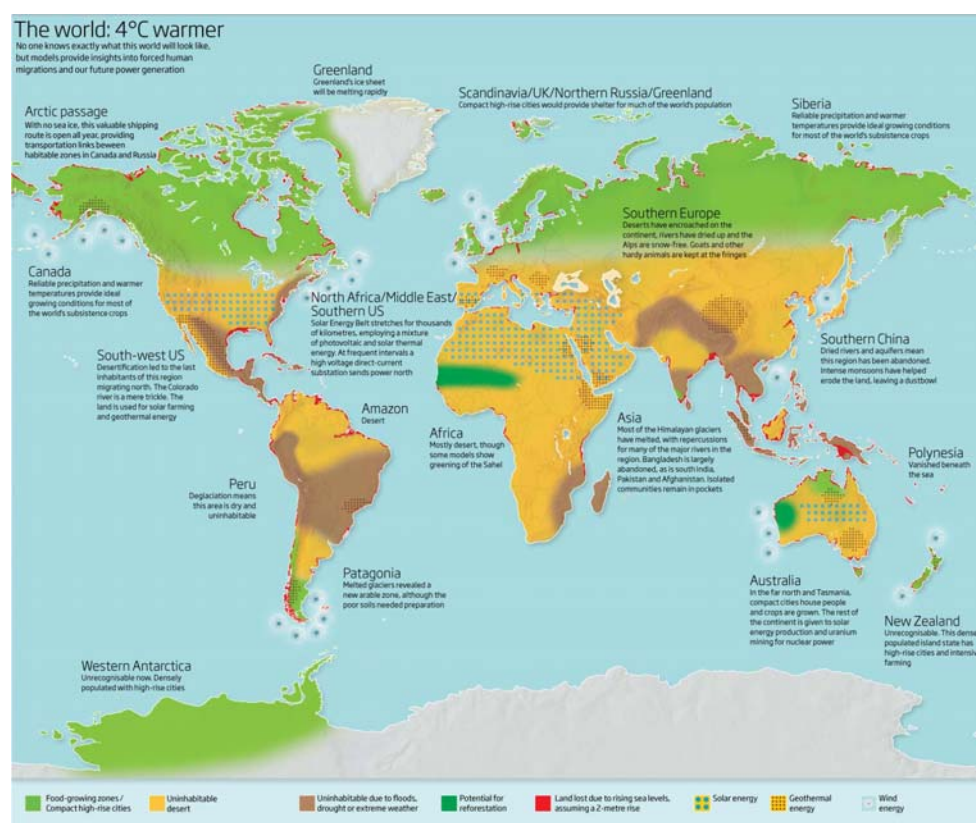 The world: 4°C warmer
No one knows exactly what this world will look like,
but models provide insights into forced human
migrations and our future power generation
Greenland
Greenland's ice sheet
will be melting rapidly
Scandinavia/UK/Northern Russia/Greenland
Compact high-rise cities would provide shelter for much of the world's population
Siberia
Reliable precipitation and warmer
temperatures provide ideal growing conditions
for most of the world's subsistence crops
Arctic passage
With no sea ice, this valuable shipping
route is open all year, providing
transportation links beween
habitable zones in Canada and Russia
Southern Europe
Deserts have encroached on the
continent, rivers have dried up and the
Alps are snow-free. Goats and other
hardy animals are kept at the fringes
Canada
Reliable precipitation and warmer
temperatures provide ideal
growing conditions for most of
the world's subsistence crops
North Africa/Middle East/
Southern US
Solar Energy Belt stretches for thousands
of kilometres, employing a mixture
of photovoltaic and solar thermal
energy. At frequent intervals a
high voltage direct-current
substation sends power north
Southern China
Dried rivers and aquifers mean
this region has been abandoned.
Intense monsoons have helped
erode the land, leaving a dustbowl
South-west US
Desertification led to the last
inhabitants of this region
migrating north. The Colorado
river is a mere trickle. The
land is used for solar farming
and geothermal energy
Amazon
Desert
Africa
Mostly desert, though
some models show
greening of the Sahel
Asia
Most of the Himalayan glaciers
have melted, with repercussions
for many of the major rivers in the
region. Bangladesh is largely
abandoned, as is south India,
Pakistan and Afghanistan. Isolated
communities remain in pockets
Polynesia
Vanished beneath
the sea
Peru
Deglaciation means
this area is dry and
uninhabitable
Patagonia
Melted glaciers revealed a
new arable zone, although the
poor soils needed preparation
Australia
In the far north and Tasmania,
compact cities house people
and crops are grown. The rest of
the continent is given to solar
energy production and uranium
mining for nuclear power
New Zealand
Unrecognisable. This dense
populated island state has
high-rise cities and intensiv
farming
Western Antarctica
Unrecognisable now. Densely
populated with high-rise cities
Food-growing zones/
Compact high-rise cities
Uninhabitable
desert
Uninhabitable due to floods,
drought or extreme weather
Potential for
reforestation
Land lost due to rising sea levels,
assuming a 2-metre rise
Solar energy
Geothermal
energy
Wind
energy